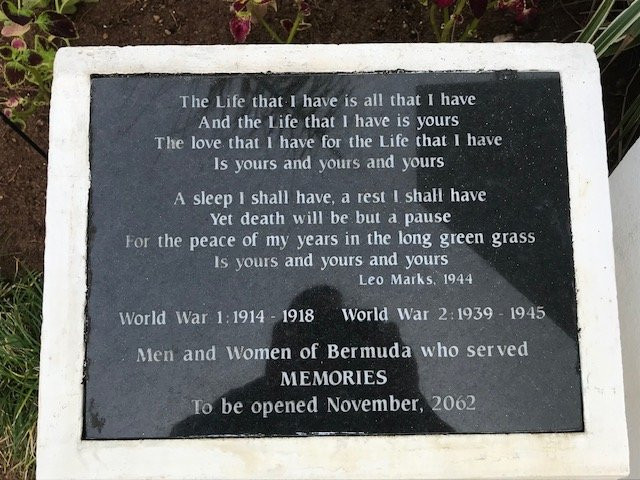 The Life that I have is all that I have
And the Life that I have is yours
The love that I have for the Life that I have
Is yours and yours and yours
A sleep I shall have, a rest I shall have
Yet death will be but a pause
For the peace of my years in the long green grass
Is yours and yours and yours
Leo Marks, 1944
World War 1:1914 - 1918 World War 2:1939 - 1945
Men and Women of Bermuda who served
MEMORIES
To be opened November, 2062